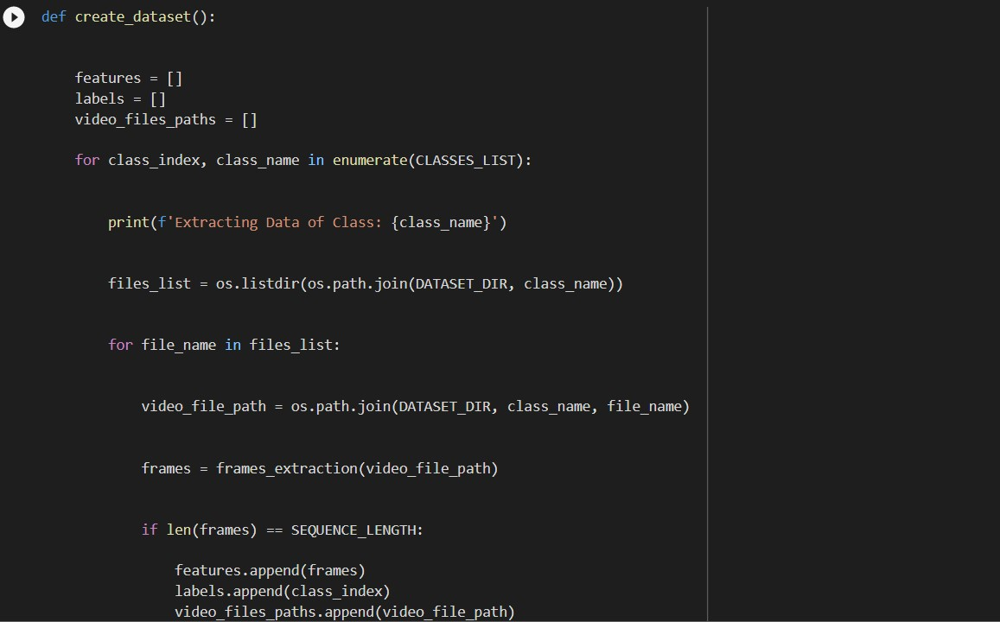 def create_dataset():
features = []
labels = []
video_files_paths = []
for class_index, class_name in enumerate(CLASSES_LIST):
print(f'Extracting Data of Class: {class_name}')
files_list = os.listdir(os.path.join(DATASET_DIR, class_name))
for file_name in files_list:
video_file_path = os.path.join(DATASET_DIR, class_name, file_name)
frames = frames_extraction(video_file_path)
if len(frames) == SEQUENCE_LENGTH:
features.append(frames)
labels.append(class_index)
video_files_paths.append(video_file_path)